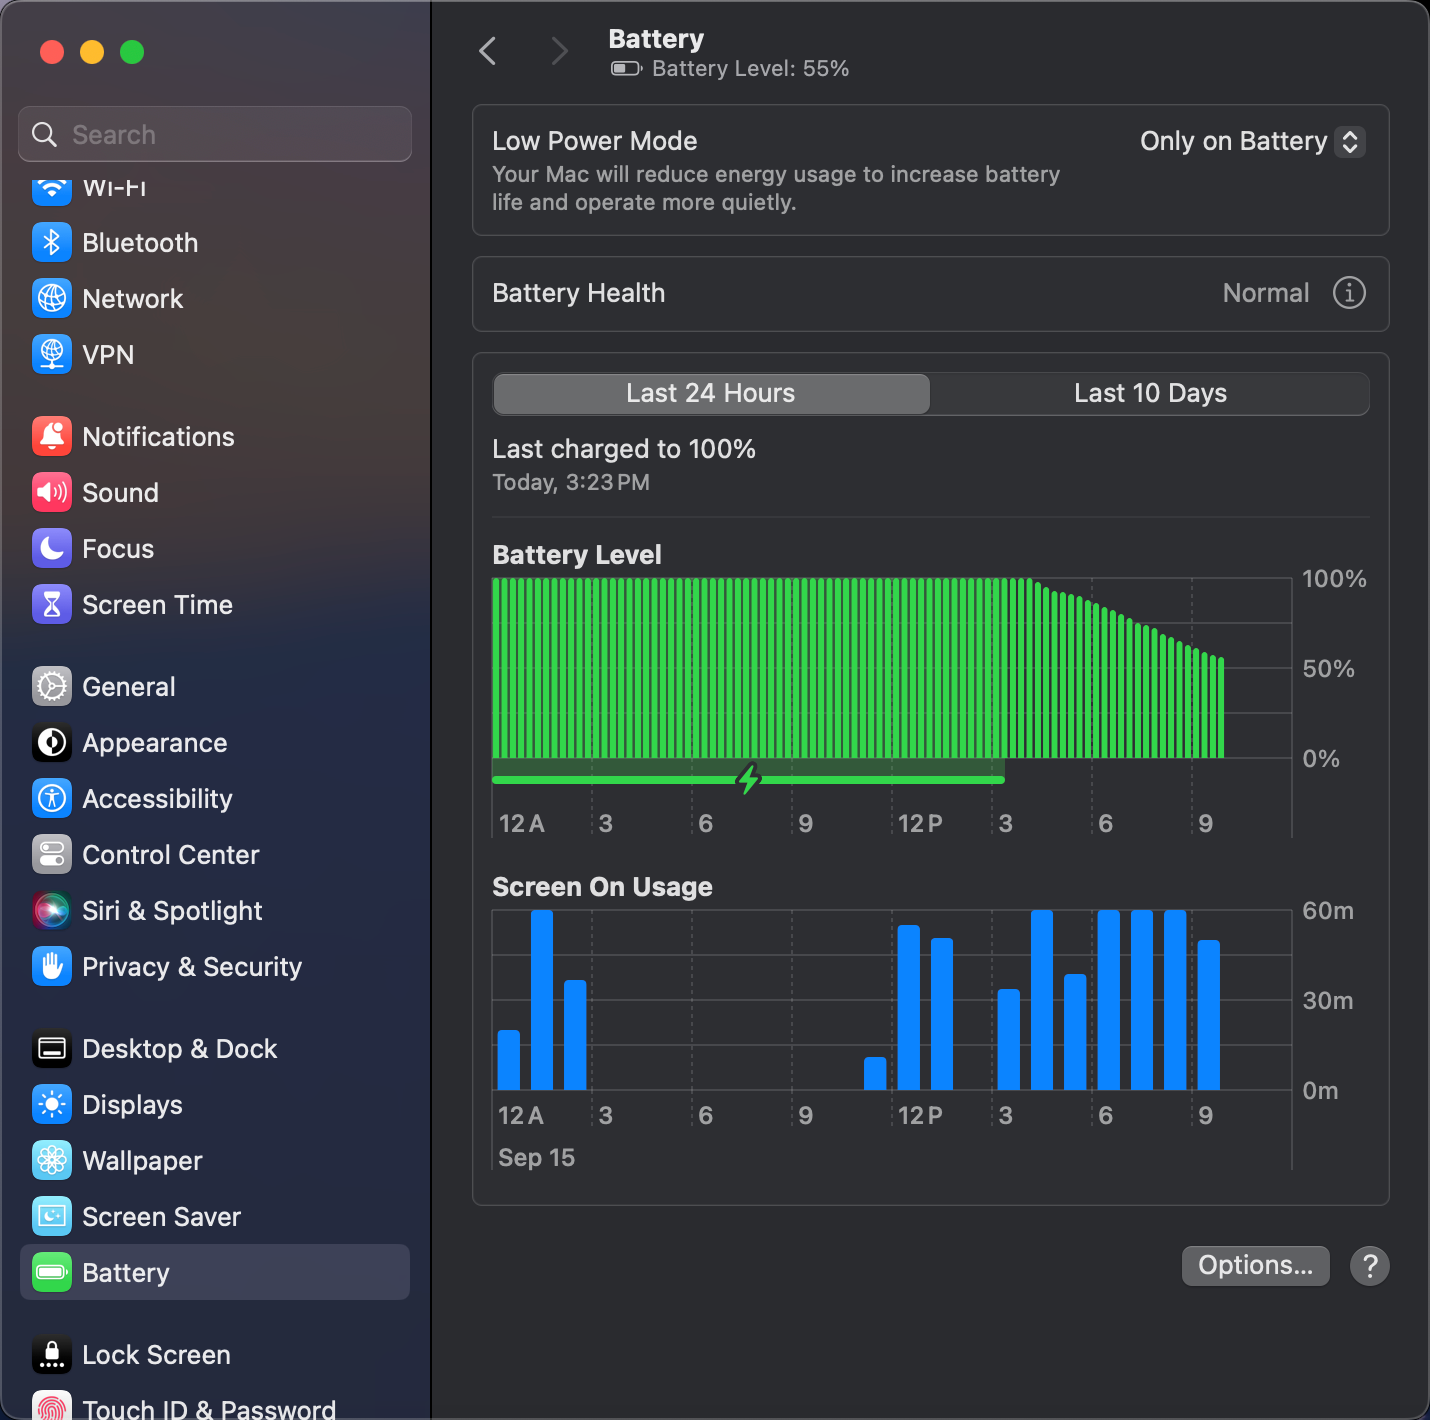 Search
Wi-Fi
Bluetooth
Network
VPN
Notifications
Sound
Focus
Screen Time
General
Appearance
Accessibility
Control Center
Siri & Spotlight
Privacy & Security
Desktop & Dock
Displays
Wallpaper
Screen Saver
Battery
Lock Screen
Touch ID & Password
Battery
Battery Level: 55%
Low Power Mode
Only on Battery
Your Mac will reduce energy usage to increase battery
life and operate more quietly.
Battery Health
Normal
Last 24 Hours
Last 10 Days
Last charged to 100%
Today, 3:23 PM
Battery Level
100%
50%
0%
12 A 3 6 9 12 P 3 6 9
Screen On Usage
60m
30m
0m
12 A 3 6 9 12 P 3 6 9
Sep 15
Options...
?